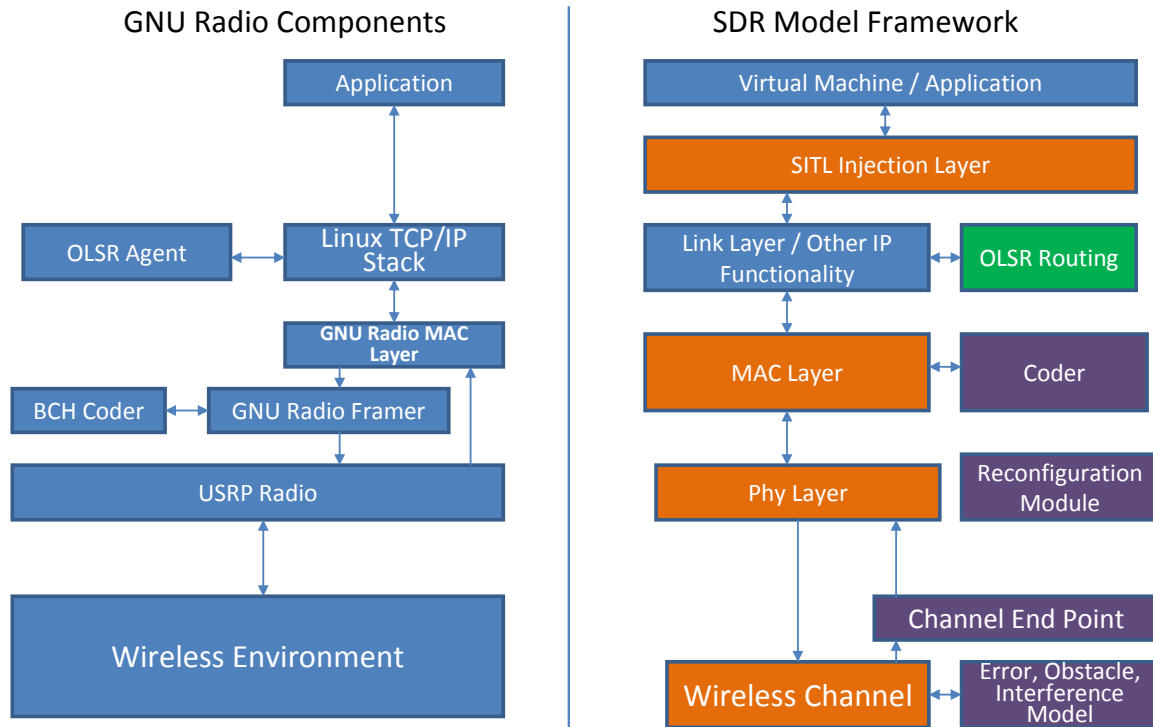 GNU Radio Components
Application
OLSR Agent
Linux TCP/IP
Stack
GNU Radio MAC
Layer
BCH Coder
GNU Radio Framer
USRP Radio
Wireless Environment
SDR Model Framework
Virtual Machine / Application
SITL Injection Layer
Link Layer / Other IP
Functionality
OLSR Routing
MAC Layer
Coder
Phy Layer
Reconfiguration
Module
Channel End Point
Wireless Channel
Error, Obstacle,
Interference
Model